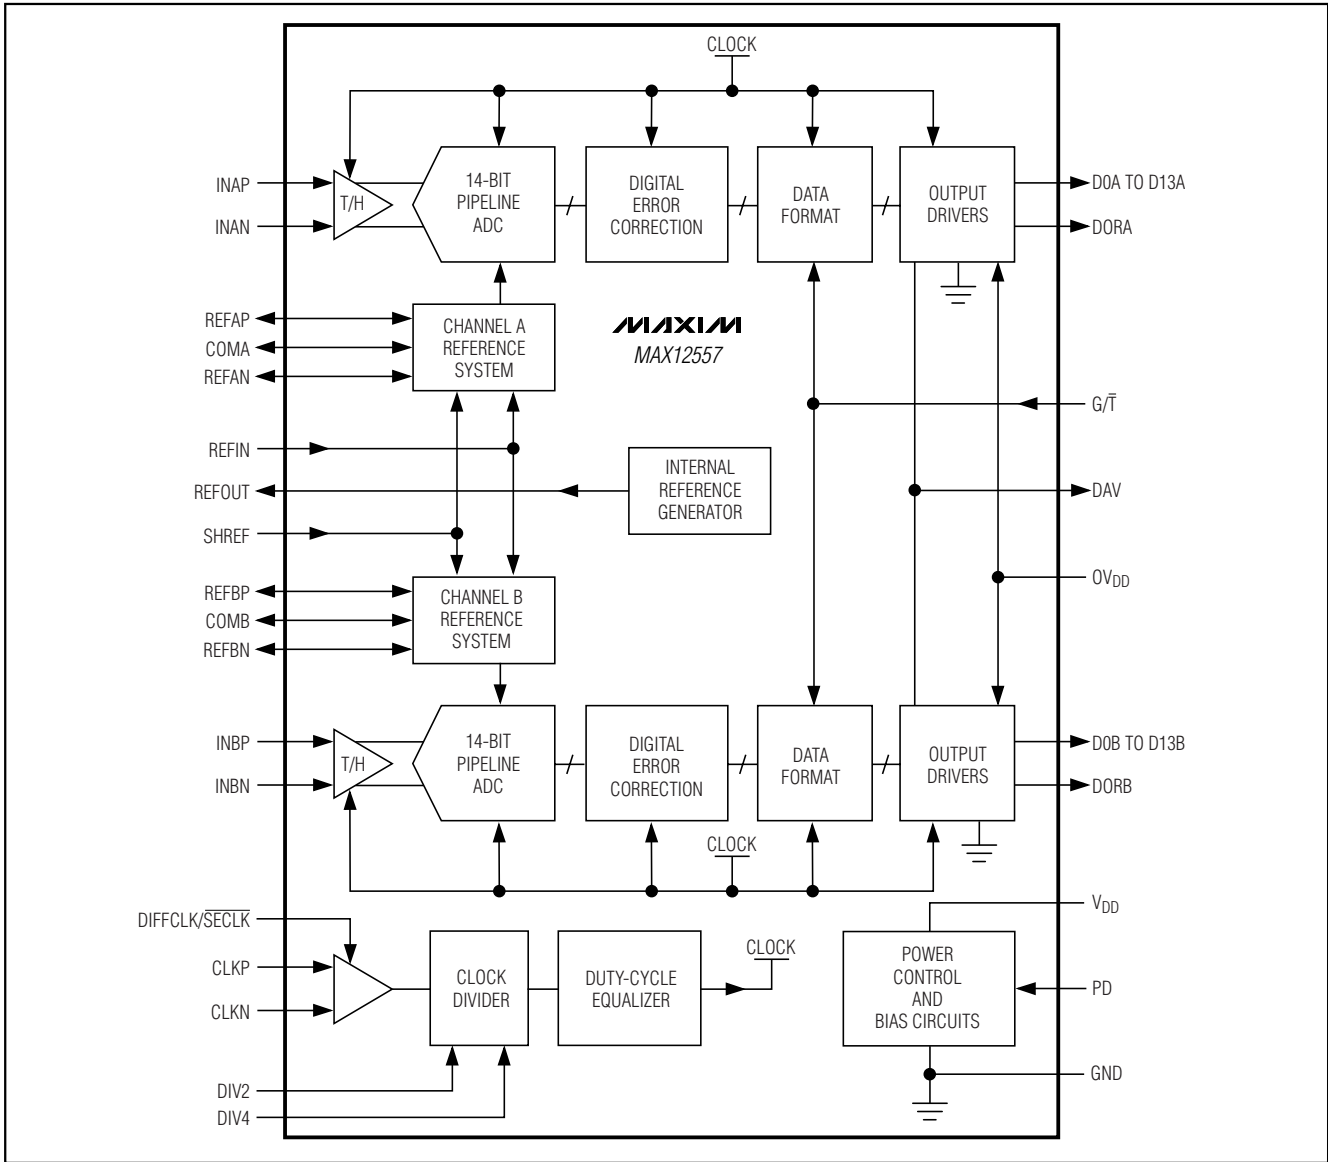 CLOCK
INAP
INAN
T/H
14-BIT
PIPELINE
ADC
DIGITAL
ERROR
CORRECTION
DATA
FORMAT
OUTPUT
DRIVERS
D0A TO D13A
DORA
REFAP
COMA
REFAN
CHANNEL A
REFERENCE
SYSTEM
MAXIM
MAX12557
G/T̅
REFIN
REFOUT
SHREF
INTERNAL
REFERENCE
GENERATOR
DAV
OVDD
REFBP
COMB
REFBN
CHANNEL B
REFERENCE
SYSTEM
INBP
INBN
T/H
14-BIT
PIPELINE
ADC
DIGITAL
ERROR
CORRECTION
DATA
FORMAT
OUTPUT
DRIVERS
D0B TO D13B
DORB
CLOCK
DIFFCLK/S̅E̅C̅L̅K̅
CLKP
CLKN
CLOCK
DIVIDER
DUTY-CYCLE
EQUALIZER
CLOCK
DIV2
DIV4
VDD
POWER
CONTROL
AND
BIAS CIRCUITS
PD
GND